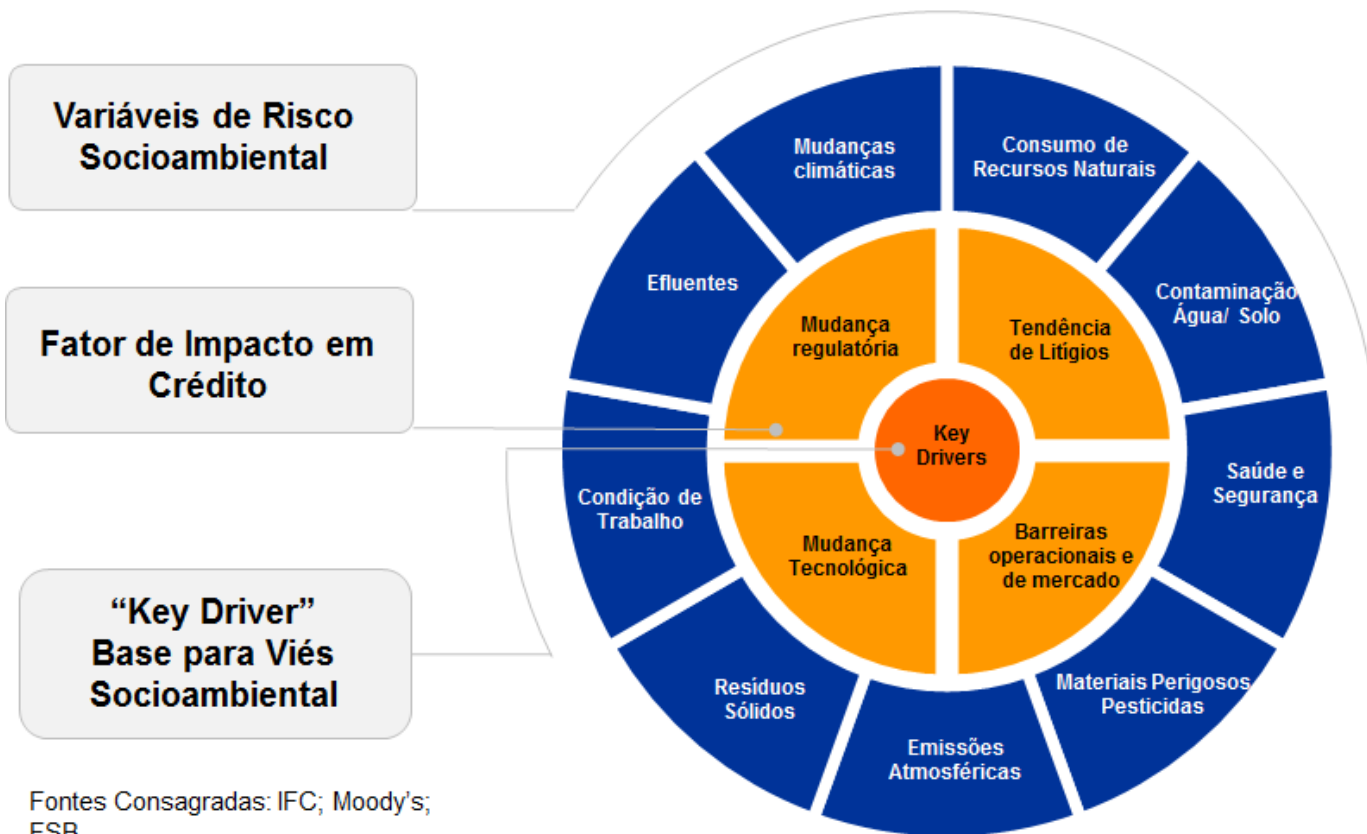 Variáveis de Risco
Socioambiental
Fator de Impacto em
Crédito
“Key Driver”
Base para Viés
Socioambiental
Fontes Consagradas: IFC; Moody’s;
FSB
Mudanças
climáticas
Consumo de
Recursos Naturais
Contaminação
Água/ Solo
Saúde e
Segurança
Materiais Perigosos
Pesticidas
Emissões
Atmosféricas
Resíduos
Sólidos
Condição de
Trabalho
Efluentes
Mudança
regulatória
Tendência
de Litígios
Barreiras
operacionais e
de mercado
Mudança
Tecnológica
Key
Drivers